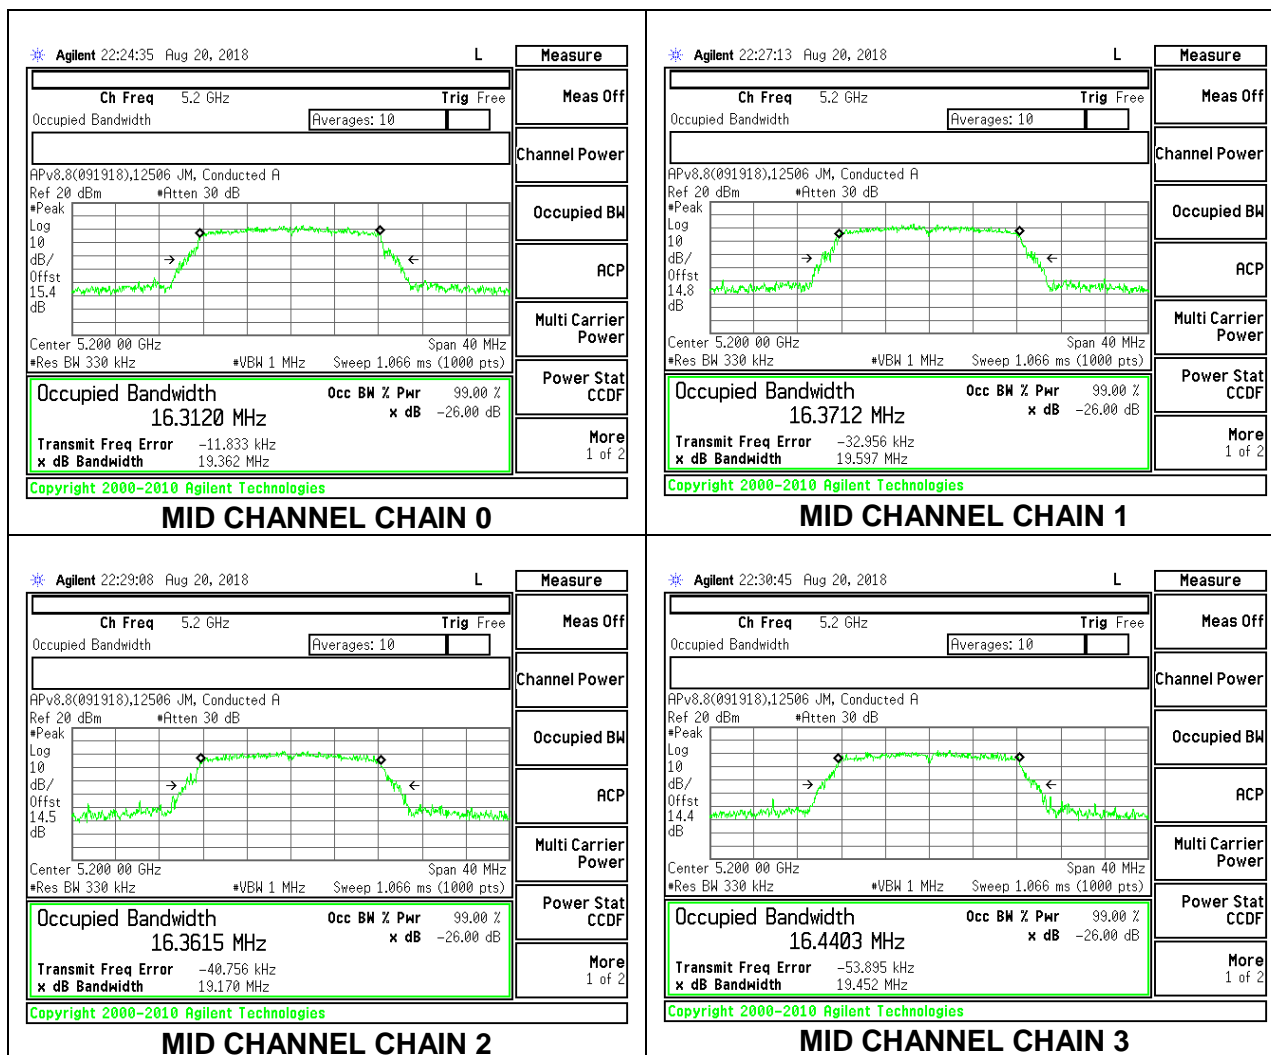 Agilent 22:24:35 Aug 20, 2018 L Measure
Ch Freq 5.2 GHz Trig Free
Meas Off
Occupied Bandwidth Averages: 10
Channel Power
APv8.8(091918),12506 JM, Conducted A
Ref 20 dBm #Atten 30 dB
#Peak
Log
10
dB/
Offst
15.4
dB
Occupied BW
ACP
Multi Carrier
Power
Center 5.200 00 GHz Span 40 MHz
#Res BW 330 kHz #VBW 1 MHz Sweep 1.066 ms (1000 pts)
Power Stat
CCDF
Occupied Bandwidth Occ BW % Pwr 99.00 %
16.3120 MHz x dB -26.00 dB
Transmit Freq Error -11.833 kHz
x dB Bandwidth 19.362 MHz
More
1 of 2
Copyright 2000-2010 Agilent Technologies
MID CHANNEL CHAIN 0
Agilent 22:27:13 Aug 20, 2018 L Measure
Ch Freq 5.2 GHz Trig Free
Meas Off
Occupied Bandwidth Averages: 10
Channel Power
APv8.8(091918),12506 JM, Conducted A
Ref 20 dBm #Atten 30 dB
#Peak
Log
10
dB/
Offst
14.8
dB
Occupied BW
ACP
Multi Carrier
Power
Center 5.200 00 GHz Span 40 MHz
#Res BW 330 kHz #VBW 1 MHz Sweep 1.066 ms (1000 pts)
Power Stat
CCDF
Occupied Bandwidth Occ BW % Pwr 99.00 %
16.3712 MHz x dB -26.00 dB
Transmit Freq Error -32.956 kHz
x dB Bandwidth 19.597 MHz
More
1 of 2
Copyright 2000-2010 Agilent Technologies
MID CHANNEL CHAIN 1
Agilent 22:29:08 Aug 20, 2018 L Measure
Ch Freq 5.2 GHz Trig Free
Meas Off
Occupied Bandwidth Averages: 10
Channel Power
APv8.8(091918),12506 JM, Conducted A
Ref 20 dBm #Atten 30 dB
#Peak
Log
10
dB/
Offst
14.5
dB
Occupied BW
ACP
Multi Carrier
Power
Center 5.200 00 GHz Span 40 MHz
#Res BW 330 kHz #VBW 1 MHz Sweep 1.066 ms (1000 pts)
Power Stat
CCDF
Occupied Bandwidth Occ BW % Pwr 99.00 %
16.3615 MHz x dB -26.00 dB
Transmit Freq Error -40.756 kHz
x dB Bandwidth 19.170 MHz
More
1 of 2
Copyright 2000-2010 Agilent Technologies
MID CHANNEL CHAIN 2
Agilent 22:30:45 Aug 20, 2018 L Measure
Ch Freq 5.2 GHz Trig Free
Meas Off
Occupied Bandwidth Averages: 10
Channel Power
APv8.8(091918),12506 JM, Conducted A
Ref 20 dBm #Atten 30 dB
#Peak
Log
10
dB/
Offst
14.4
dB
Occupied BW
ACP
Multi Carrier
Power
Center 5.200 00 GHz Span 40 MHz
#Res BW 330 kHz #VBW 1 MHz Sweep 1.066 ms (1000 pts)
Power Stat
CCDF
Occupied Bandwidth Occ BW % Pwr 99.00 %
16.4403 MHz x dB -26.00 dB
Transmit Freq Error -53.895 kHz
x dB Bandwidth 19.452 MHz
More
1 of 2
Copyright 2000-2010 Agilent Technologies
MID CHANNEL CHAIN 3